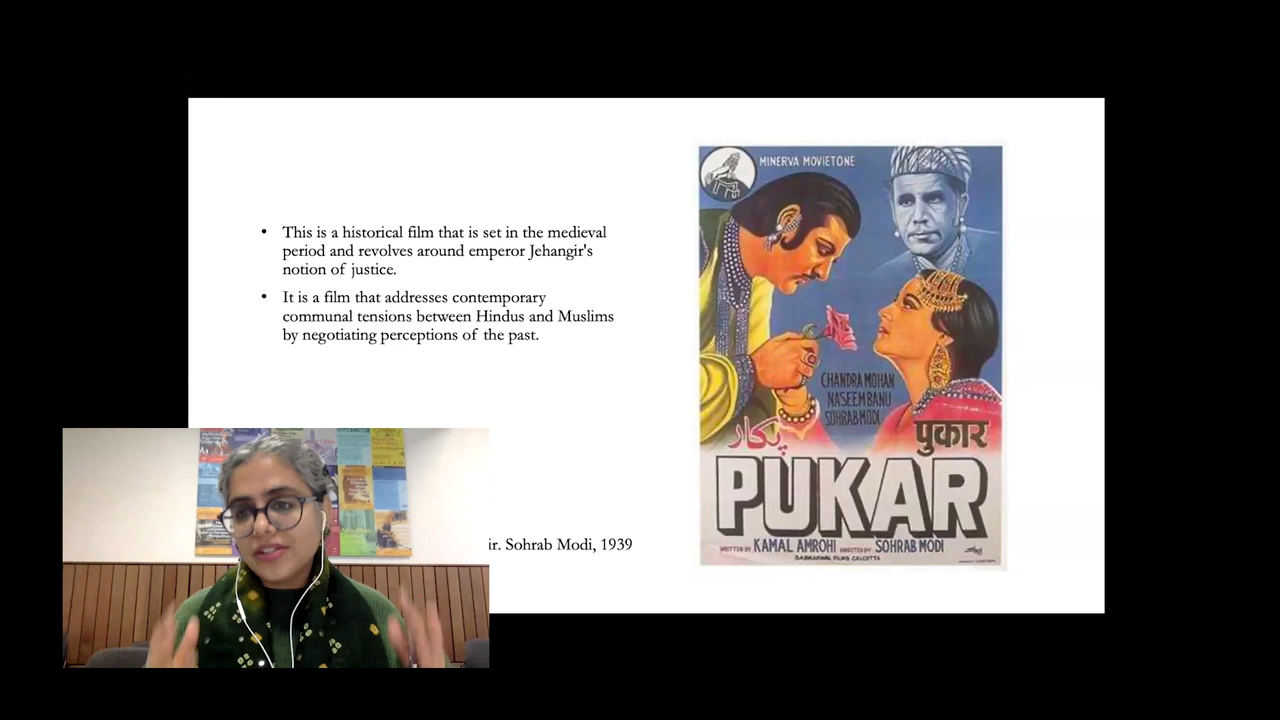 • This is a historical film that is set in the medieval
period and revolves around emperor Jehangir's
notion of justice.
• It is a film that addresses contemporary
communal tensions between Hindus and Muslims
by negotiating perceptions of the past.
ir. Sohrab Modi, 1939
MINERVA MOVIETONE
CHANDRA MOHAN
NASEEM BANU
SOHRAB MODI
پکار
पुकार
PUKAR
WRITTEN BY KAMAL AMROHI DIRECTED BY SOHRAB MODI